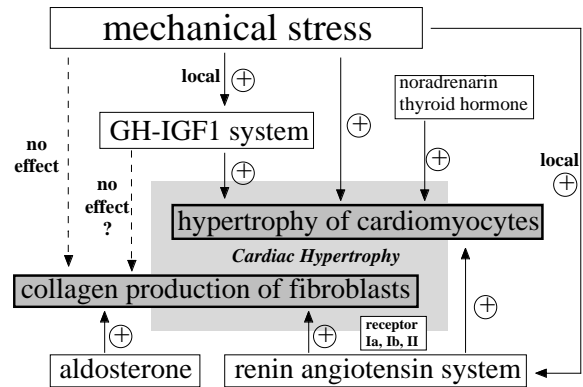 mechanical stress
local
+
noradrenarin
thyroid hormone
+
GH-IGF1 system
+
+
no
effect
local
+
no
effect
?
+
hypertrophy of cardiomyocytes
Cardiac Hypertrophy
collagen production of fibroblasts
+
+
receptor
Ia, Ib, II
+
aldosterone
renin angiotensin system